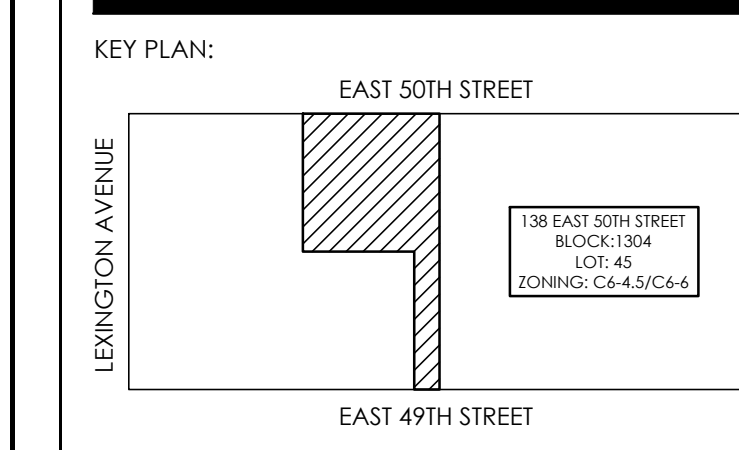 KEY PLAN:
EAST 50TH STREET
LEXINGTON AVENUE
138 EAST 50TH STREET
BLOCK:1304
LOT: 45
ZONING: C6-4.5/C6-6
EAST 49TH STREET